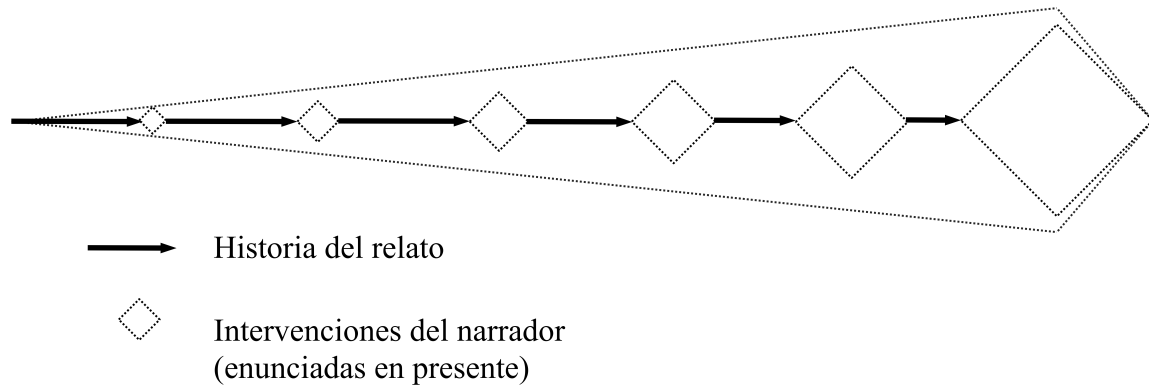 Historia del relato
Intervenciones del narrador
(enunciadas en presente)